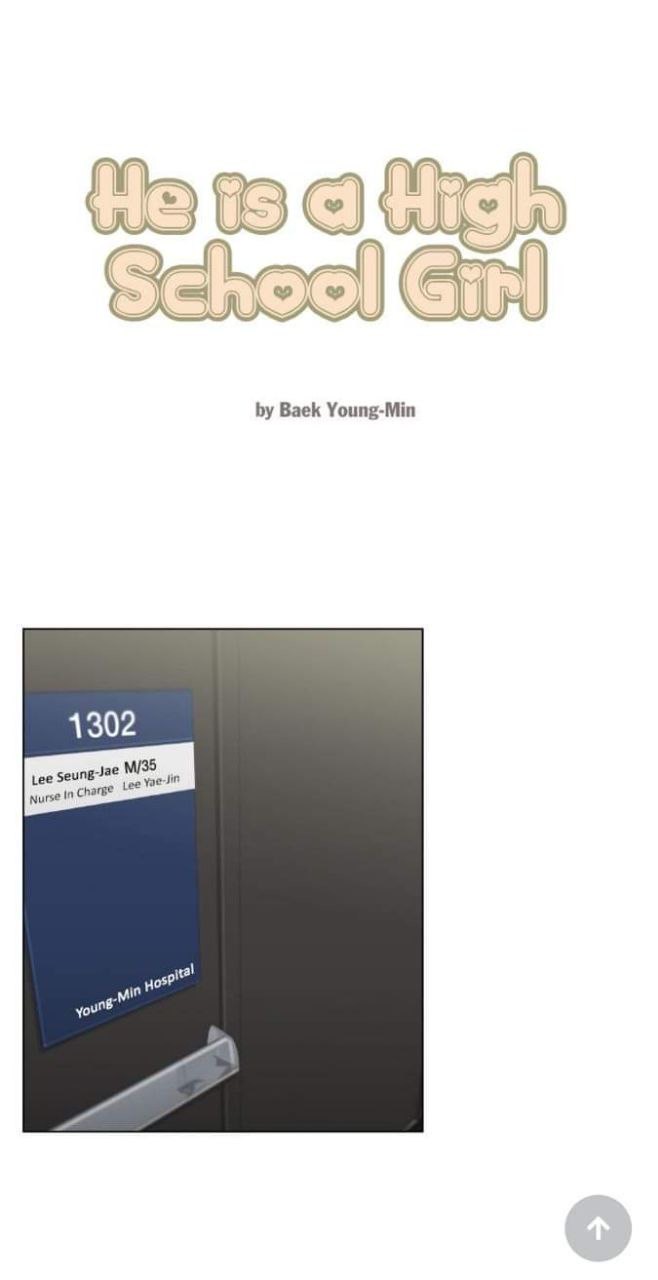 He is a High
School Girl
by Baek Young-Min
1302
Lee Seung-Jae M/35
Nurse In Charge Lee Yae-Jin
Young-Min Hospital